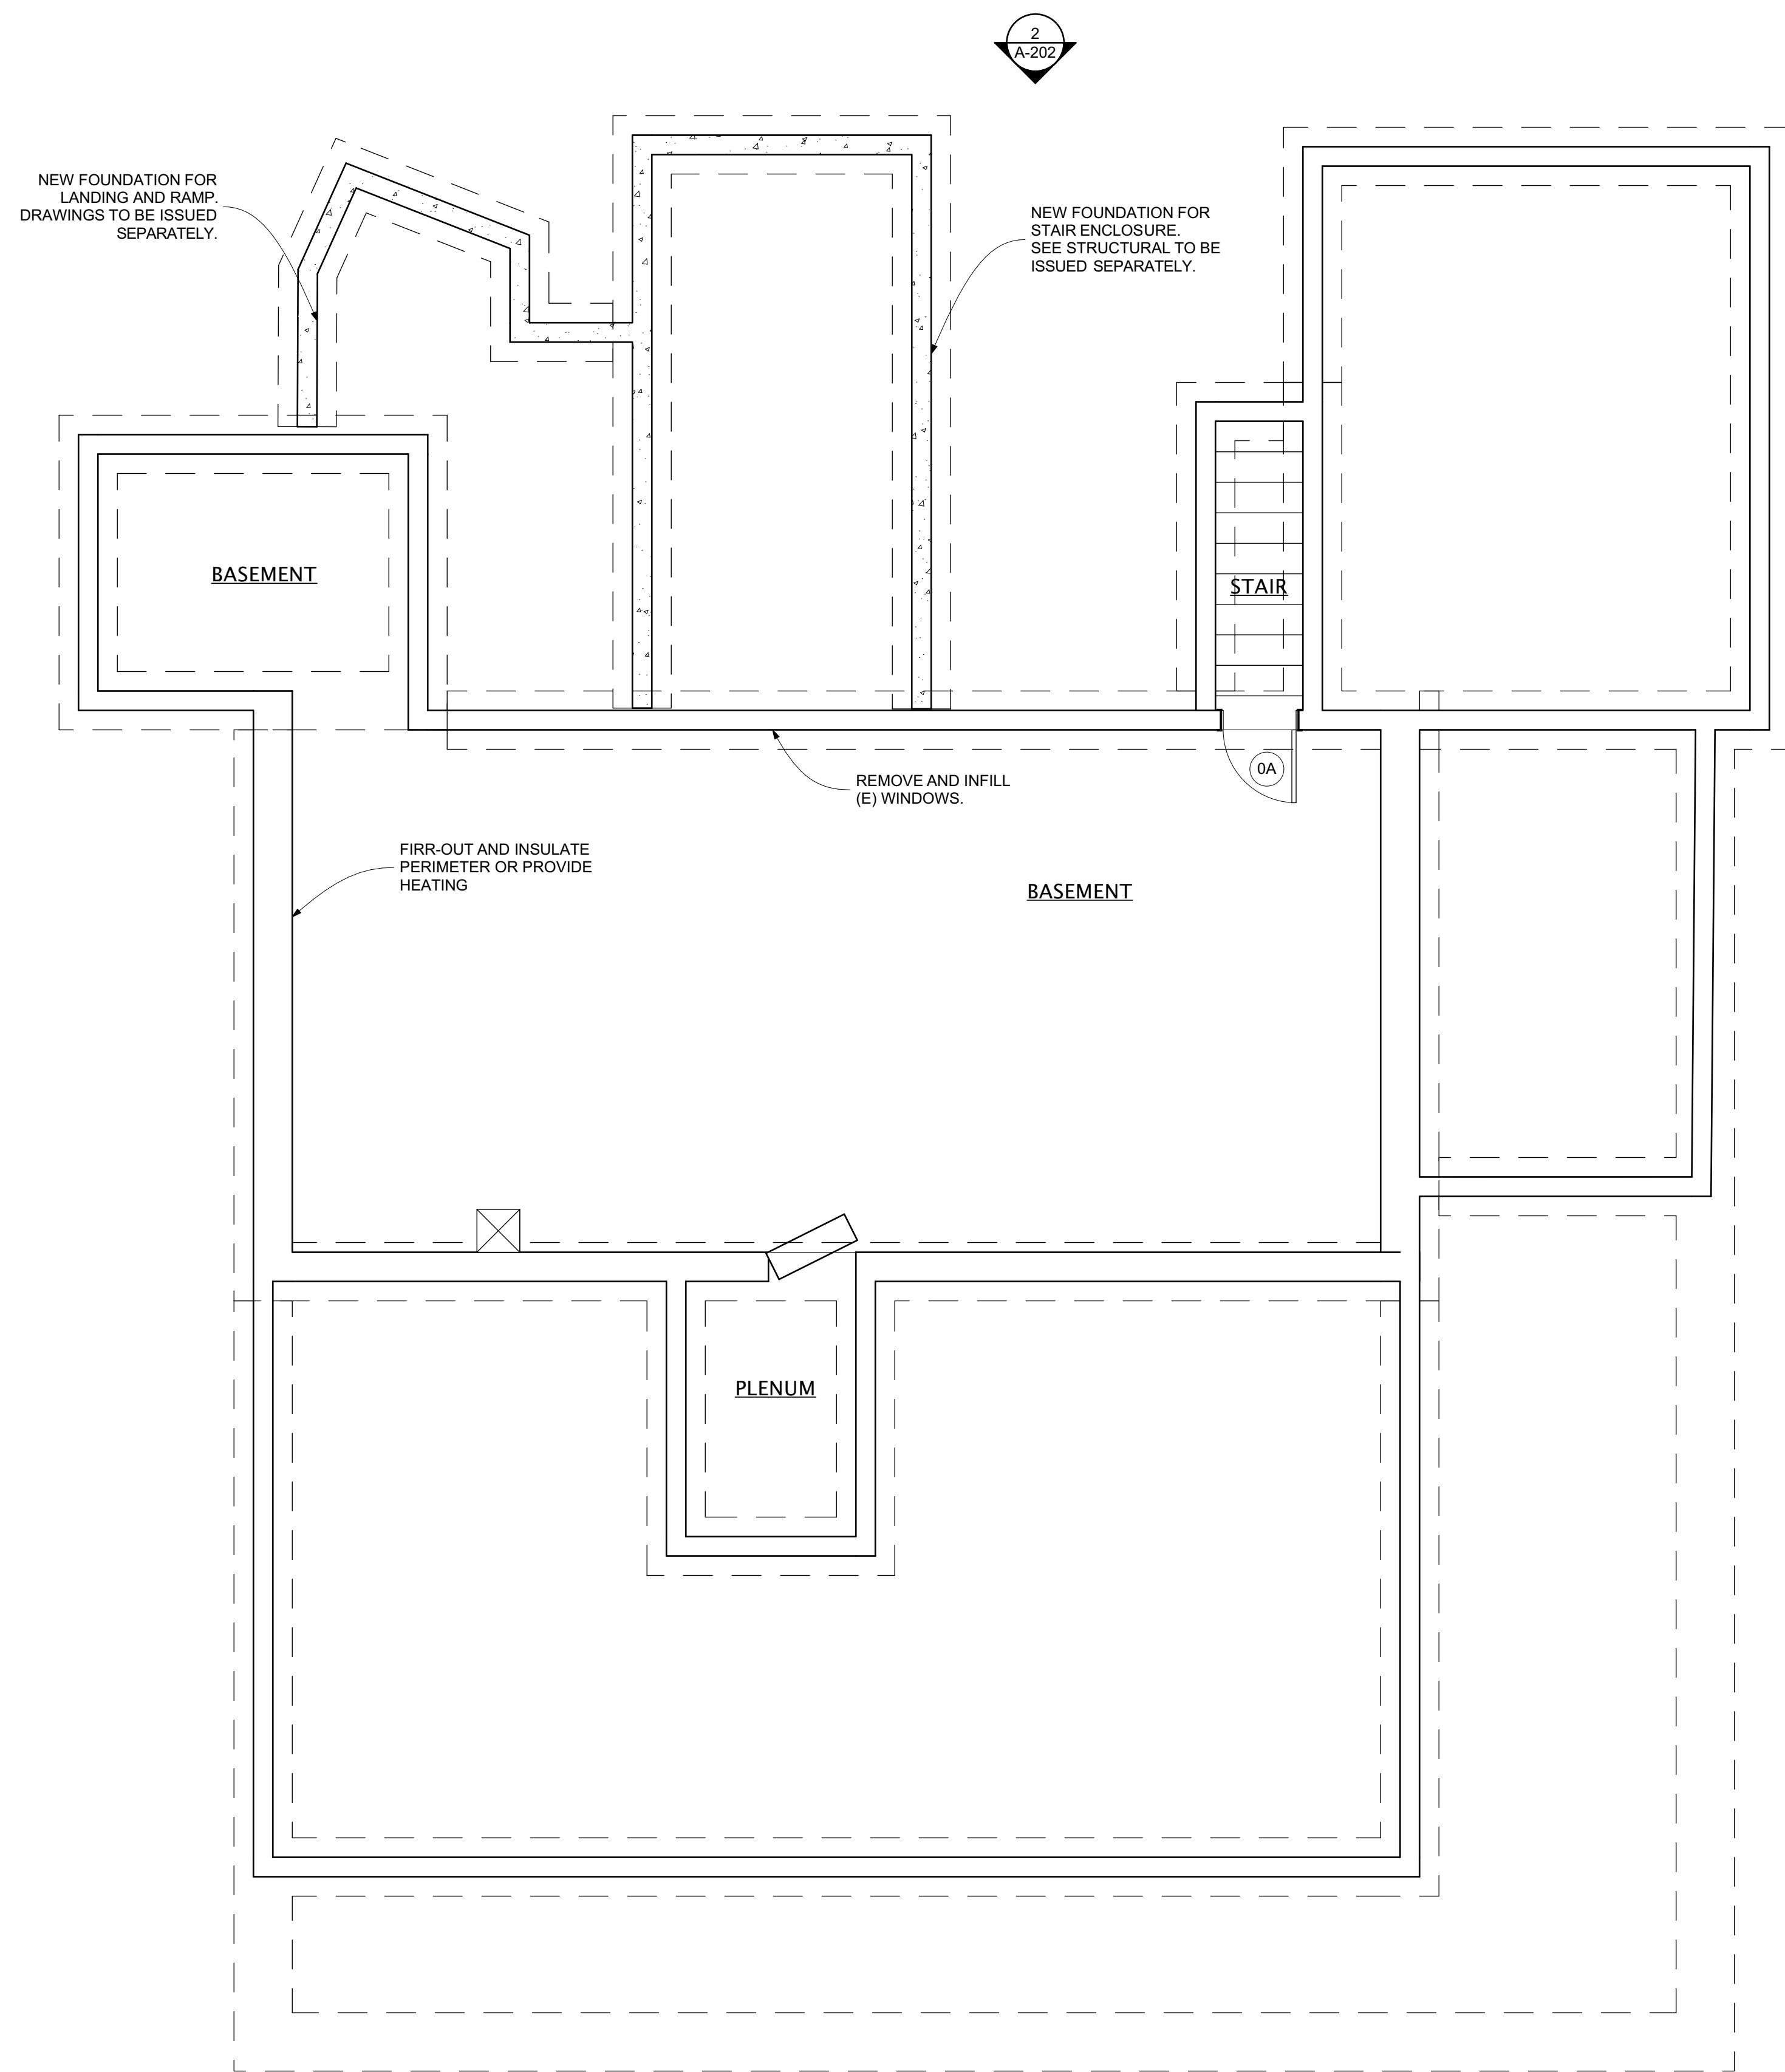 2
A-202
NEW FOUNDATION FOR
LANDING AND RAMP.
DRAWINGS TO BE ISSUED
SEPARATELY.
NEW FOUNDATION FOR
STAIR ENCLOSURE.
SEE STRUCTURAL TO BE
ISSUED SEPARATELY.
BASEMENT
STAIR
0A
REMOVE AND INFILL
(E) WINDOWS.
FIRR-OUT AND INSULATE
PERIMETER OR PROVIDE
HEATING
BASEMENT
PLENUM